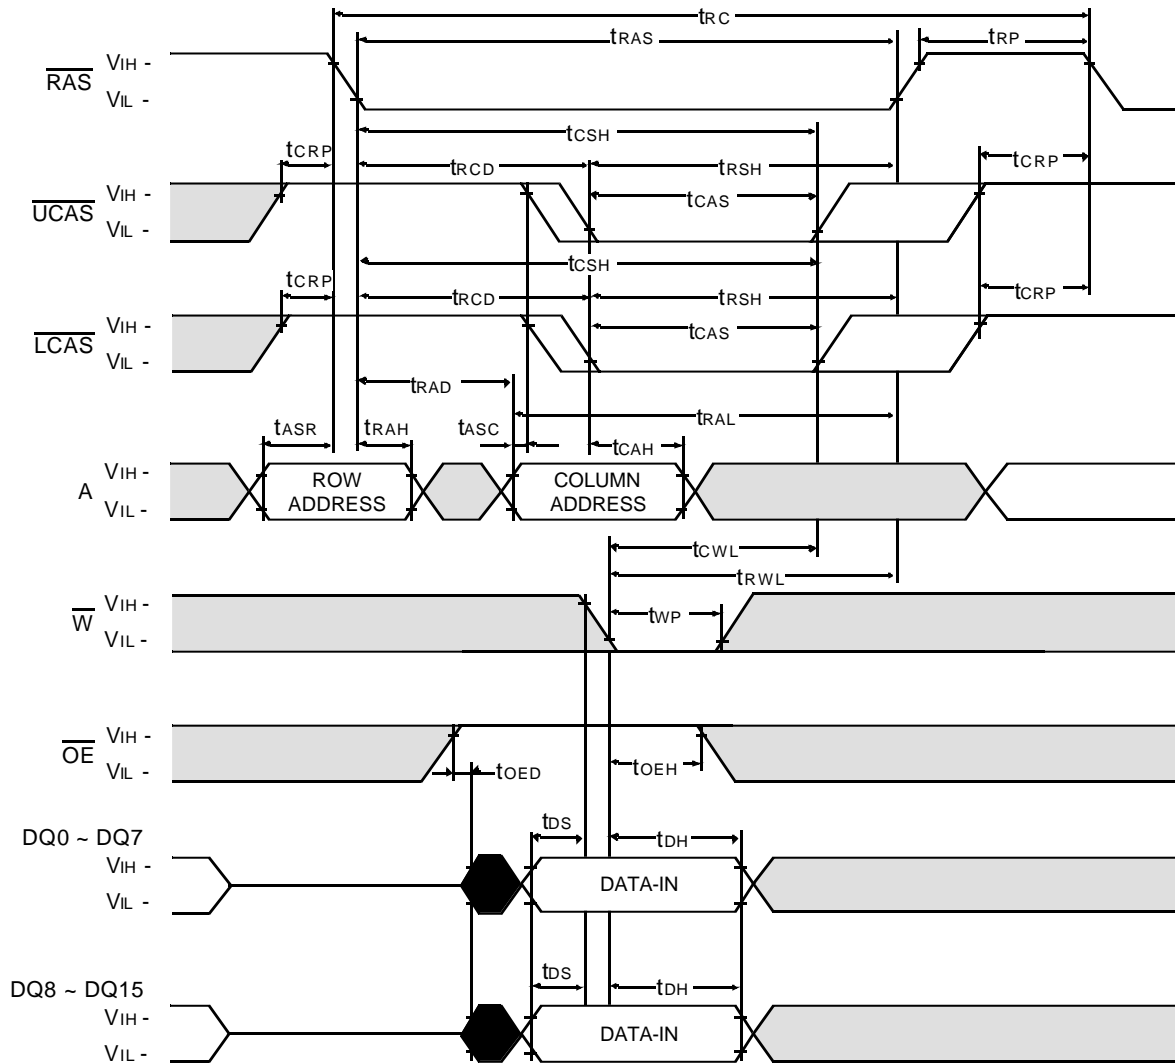 tRC
tRAS
tRP
RAS
VIH -
VIL -
tCSH
tCRP
tRCD
tRSH
tCRP
UCAS
VIH -
VIL -
tCAS
tCSH
tCRP
tRCD
tRSH
tCRP
LCAS
VIH -
VIL -
tCAS
tRAD
tRAL
tASR
tRAH
tASC
tCAH
A
VIH -
VIL -
ROW
ADDRESS
COLUMN
ADDRESS
tCWL
tRWL
W
VIH -
VIL -
tWP
OE
VIH -
VIL -
tOED
tOEH
DQ0 ~ DQ7
tDS
tDH
VIH -
VIL -
DATA-IN
DQ8 ~ DQ15
tDS
tDH
VIH -
VIL -
DATA-IN